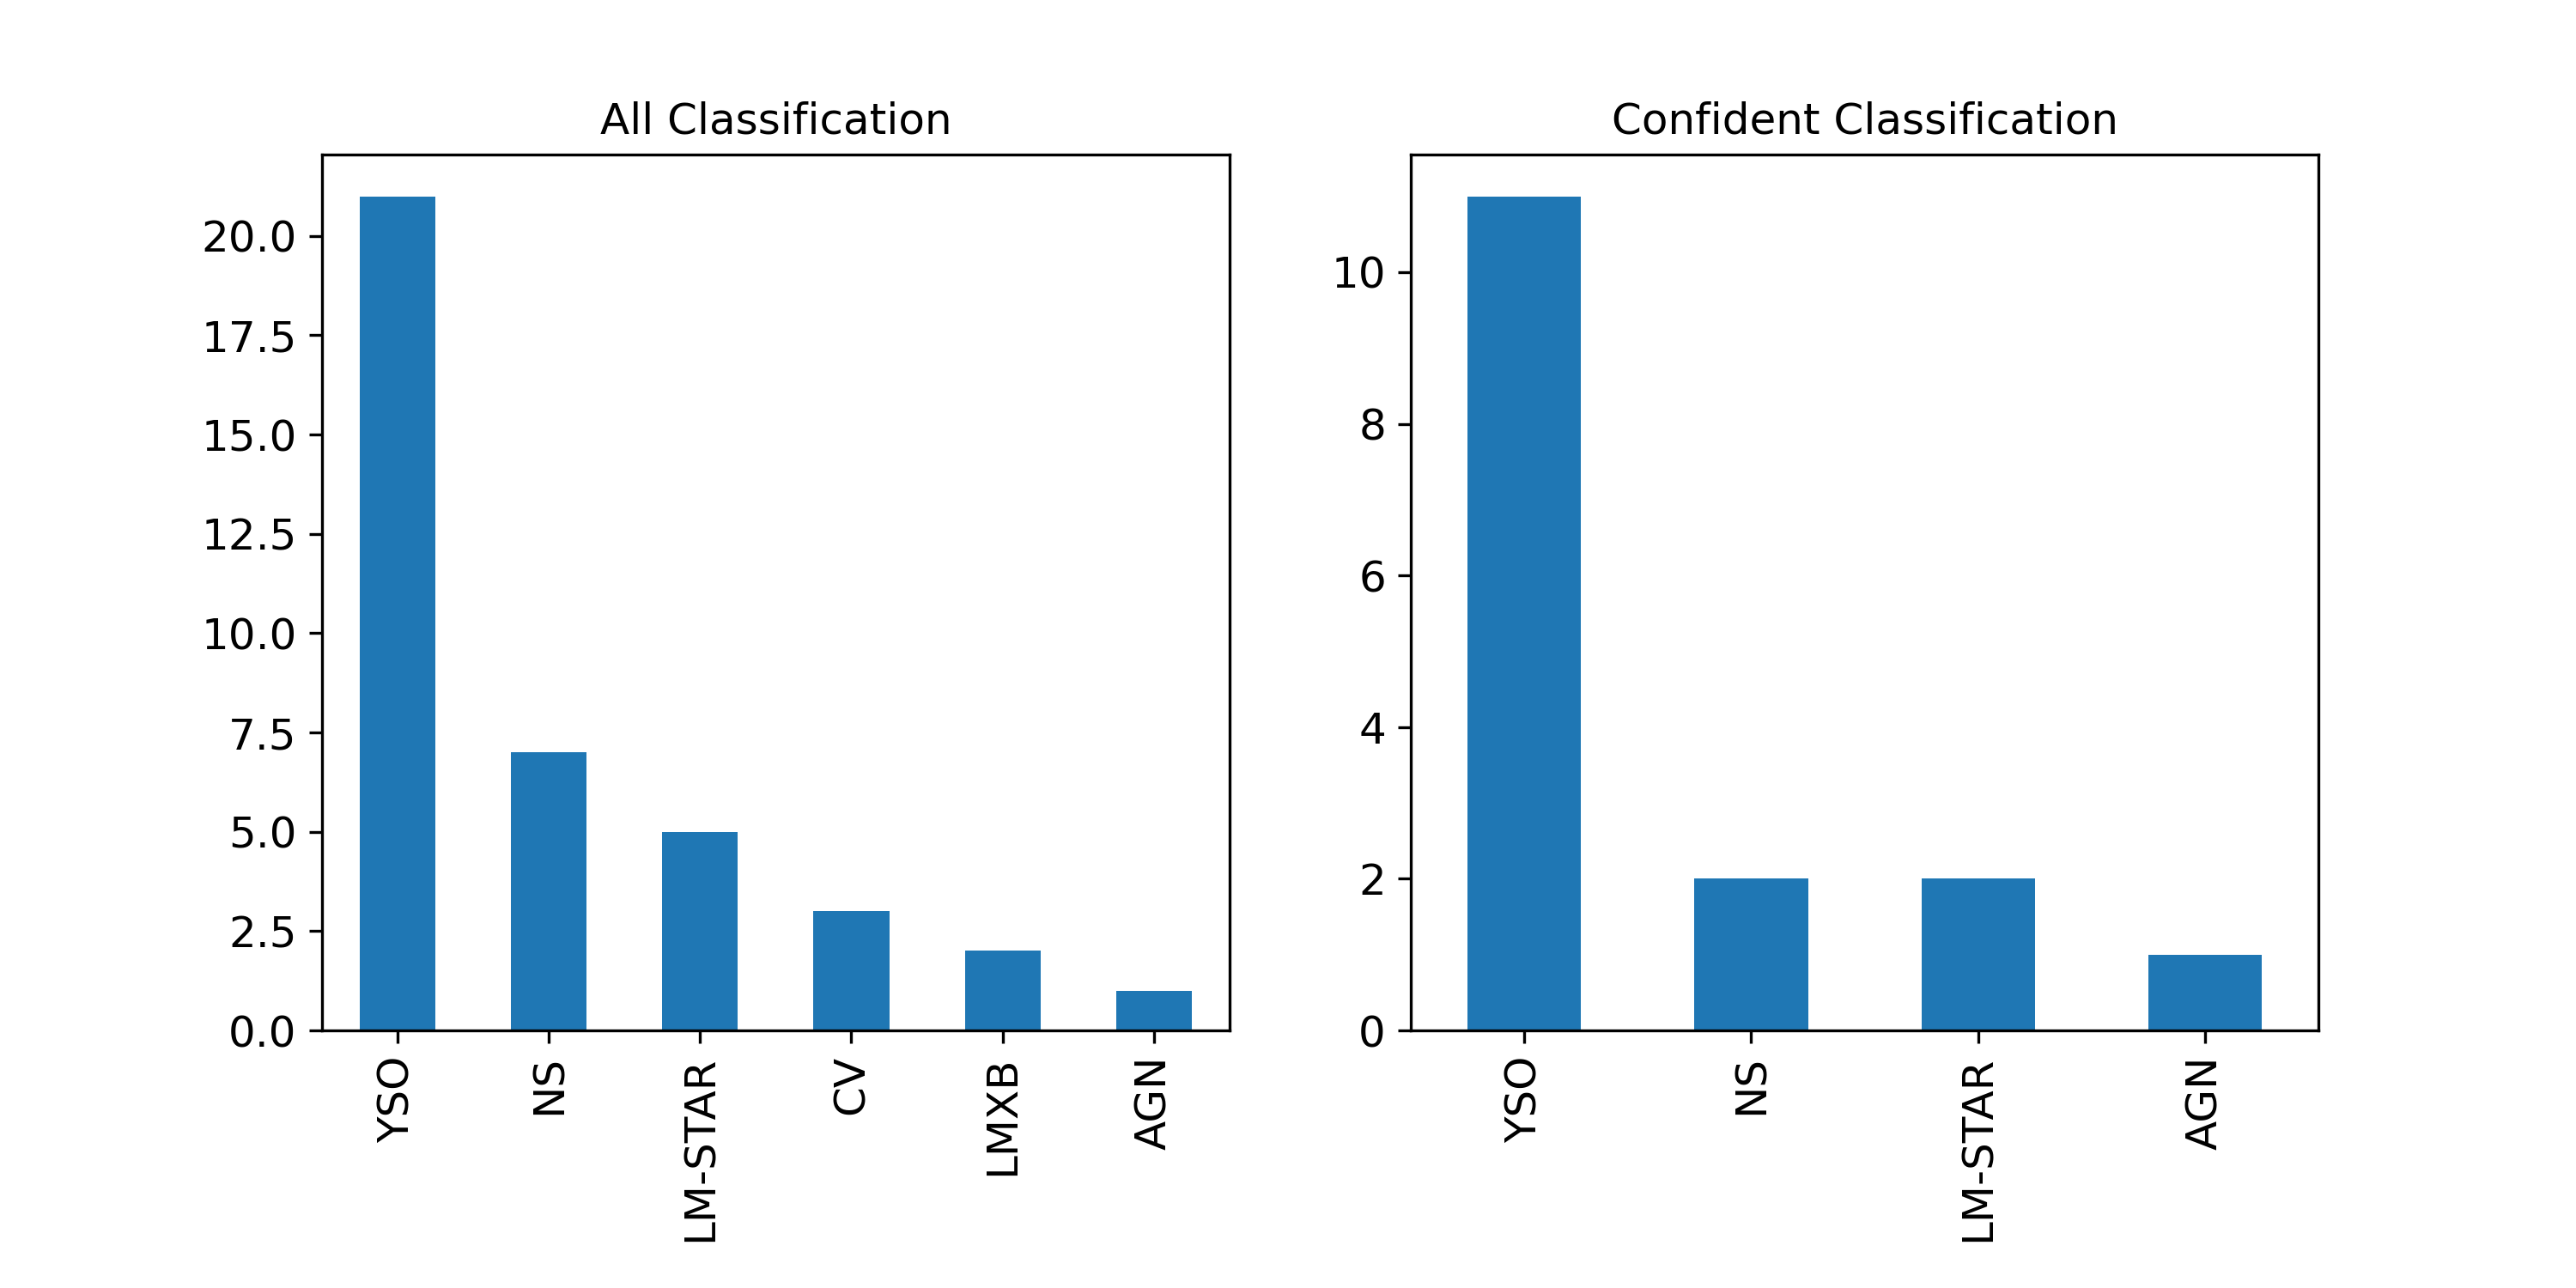 All Classification
20.0
17.5
15.0
12.5
10.0
7.5
5.0
2.5
0.0
YSO
NS
LM-STAR
CV
LMXB
AGN
Confident Classification
10
8
6
4
2
0
YSO
NS
LM-STAR
AGN